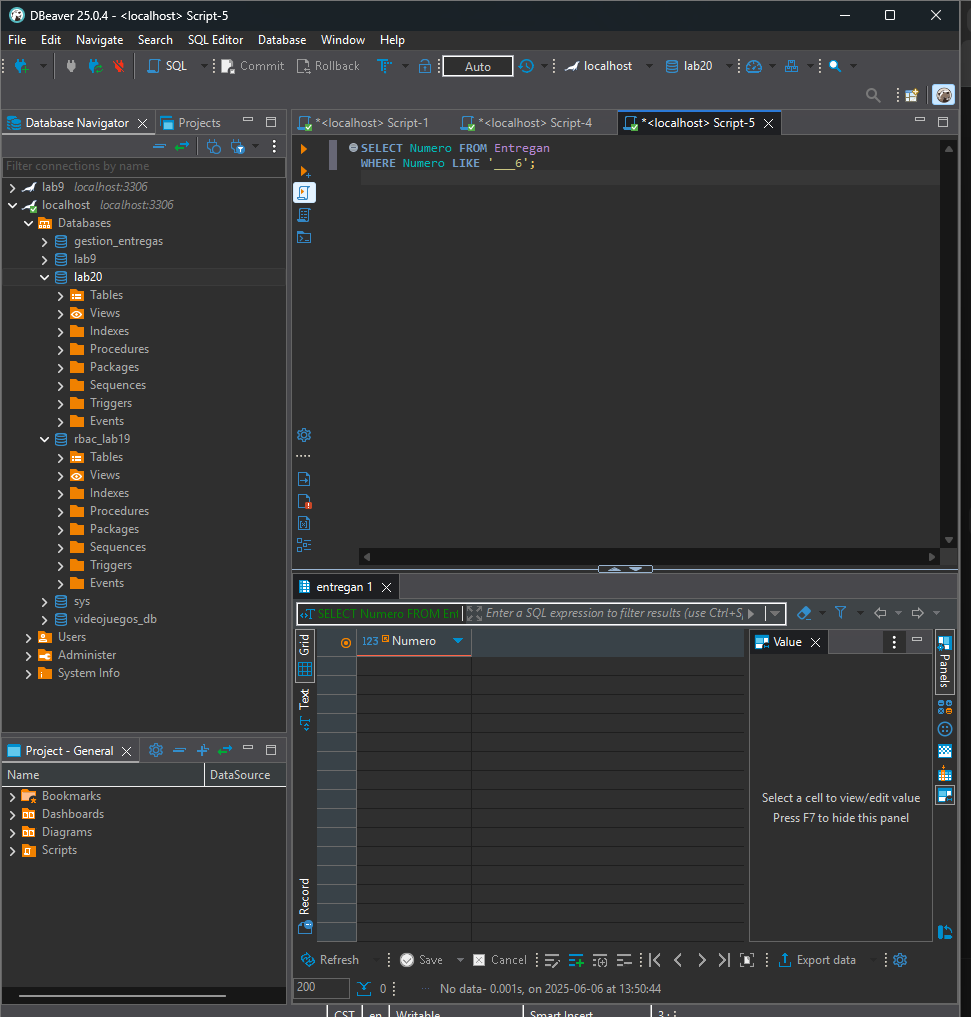 DBeaver 25.0.4 - <localhost> Script-5
File Edit Navigate Search SQL Editor Database Window Help
SQL Commit Rollback Auto localhost lab20
Database Navigator Projects
Filter connections by name
lab9 localhost:3306
localhost localhost:3306
Databases
gestion_entregas
lab9
lab20
Tables
Views
Indexes
Procedures
Packages
Sequences
Triggers
Events
rbac_lab19
Tables
Views
Indexes
Procedures
Packages
Sequences
Triggers
Events
sys
videojuegos_db
Users
Administer
System Info
Project - General
Name DataSource
Bookmarks
Dashboards
Diagrams
Scripts
*<localhost> Script-1 *<localhost> Script-4 *<localhost> Script-5
SELECT Numero FROM Entregan
WHERE Numero LIKE '___6';
entregan 1
SELECT Numero FROM Ent Enter a SQL expression to filter results (use Ctrl+S
Grid
Text
Record
123 Numero
Value
Panels
Select a cell to view/edit value
Press F7 to hide this panel
Refresh Save Cancel Export data
200 0 No data- 0.001s, on 2025-06-06 at 13:50:44
CST en Writable Smart Insert 3 :